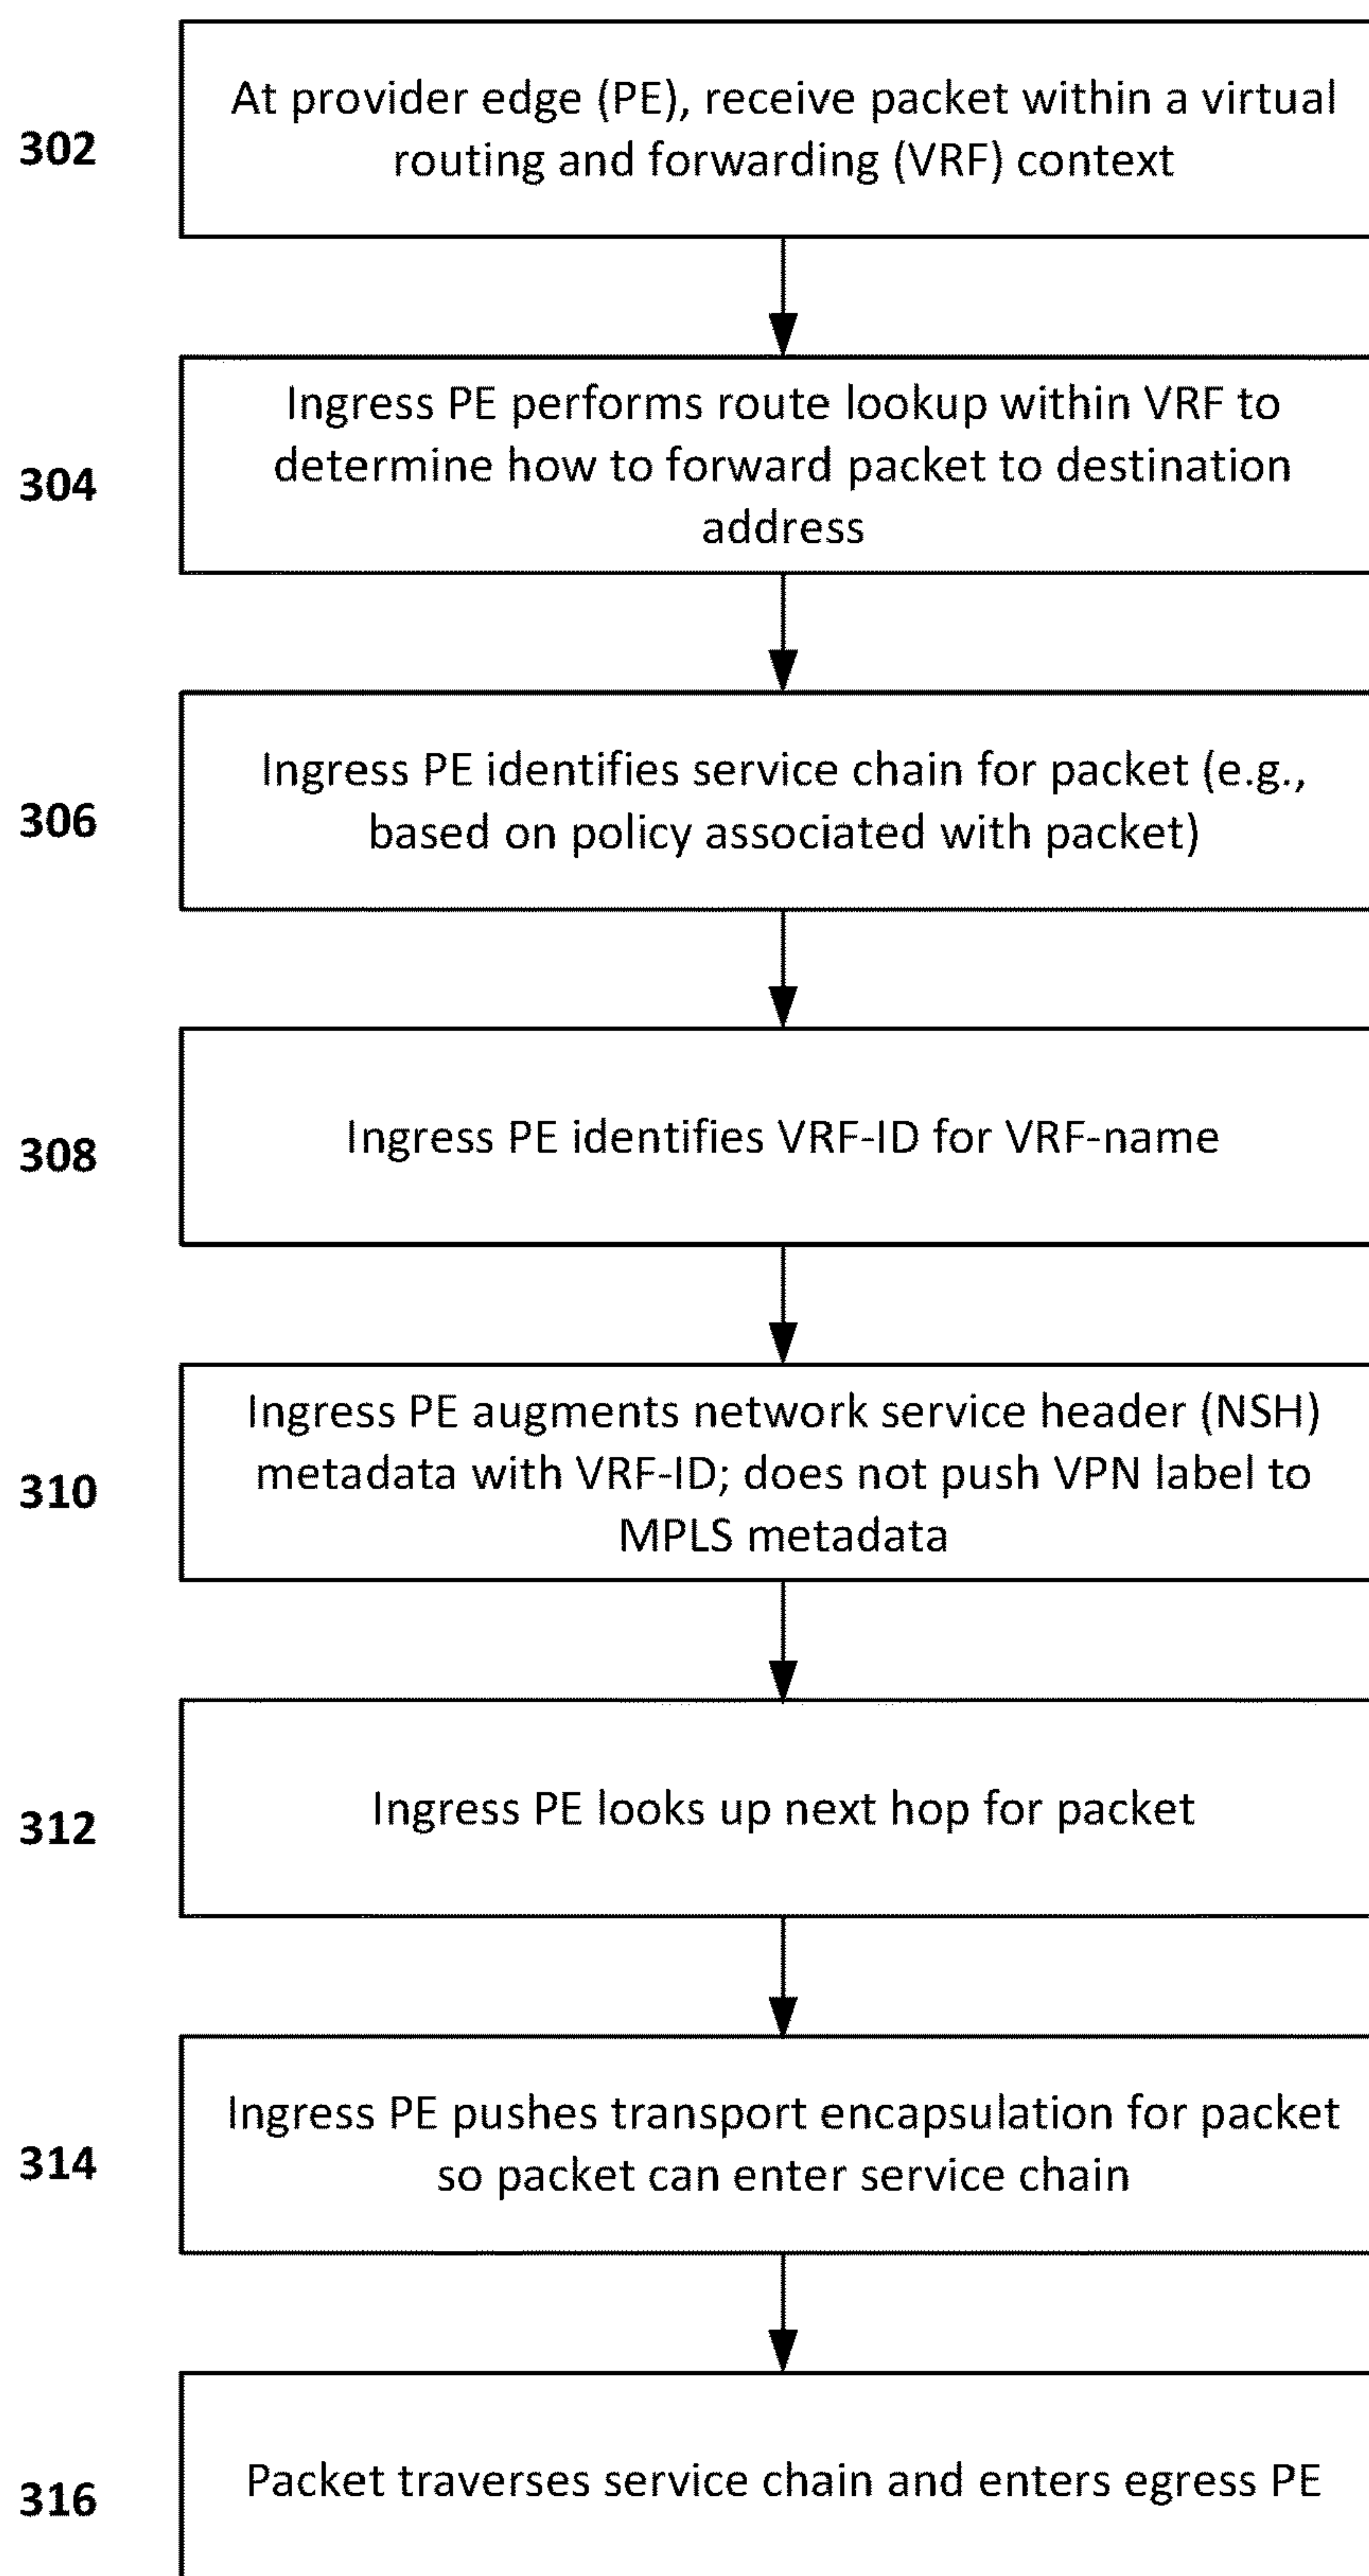 302
At provider edge (PE), receive packet within a virtual
routing and forwarding (VRF) context
304
Ingress PE performs route lookup within VRF to
determine how to forward packet to destination
address
306
Ingress PE identifies service chain for packet (e.g.,
based on policy associated with packet)
308
Ingress PE identifies VRF-ID for VRF-name
310
Ingress PE augments network service header (NSH)
metadata with VRF-ID; does not push VPN label to
MPLS metadata
312
Ingress PE looks up next hop for packet
314
Ingress PE pushes transport encapsulation for packet
so packet can enter service chain
316
Packet traverses service chain and enters egress PE